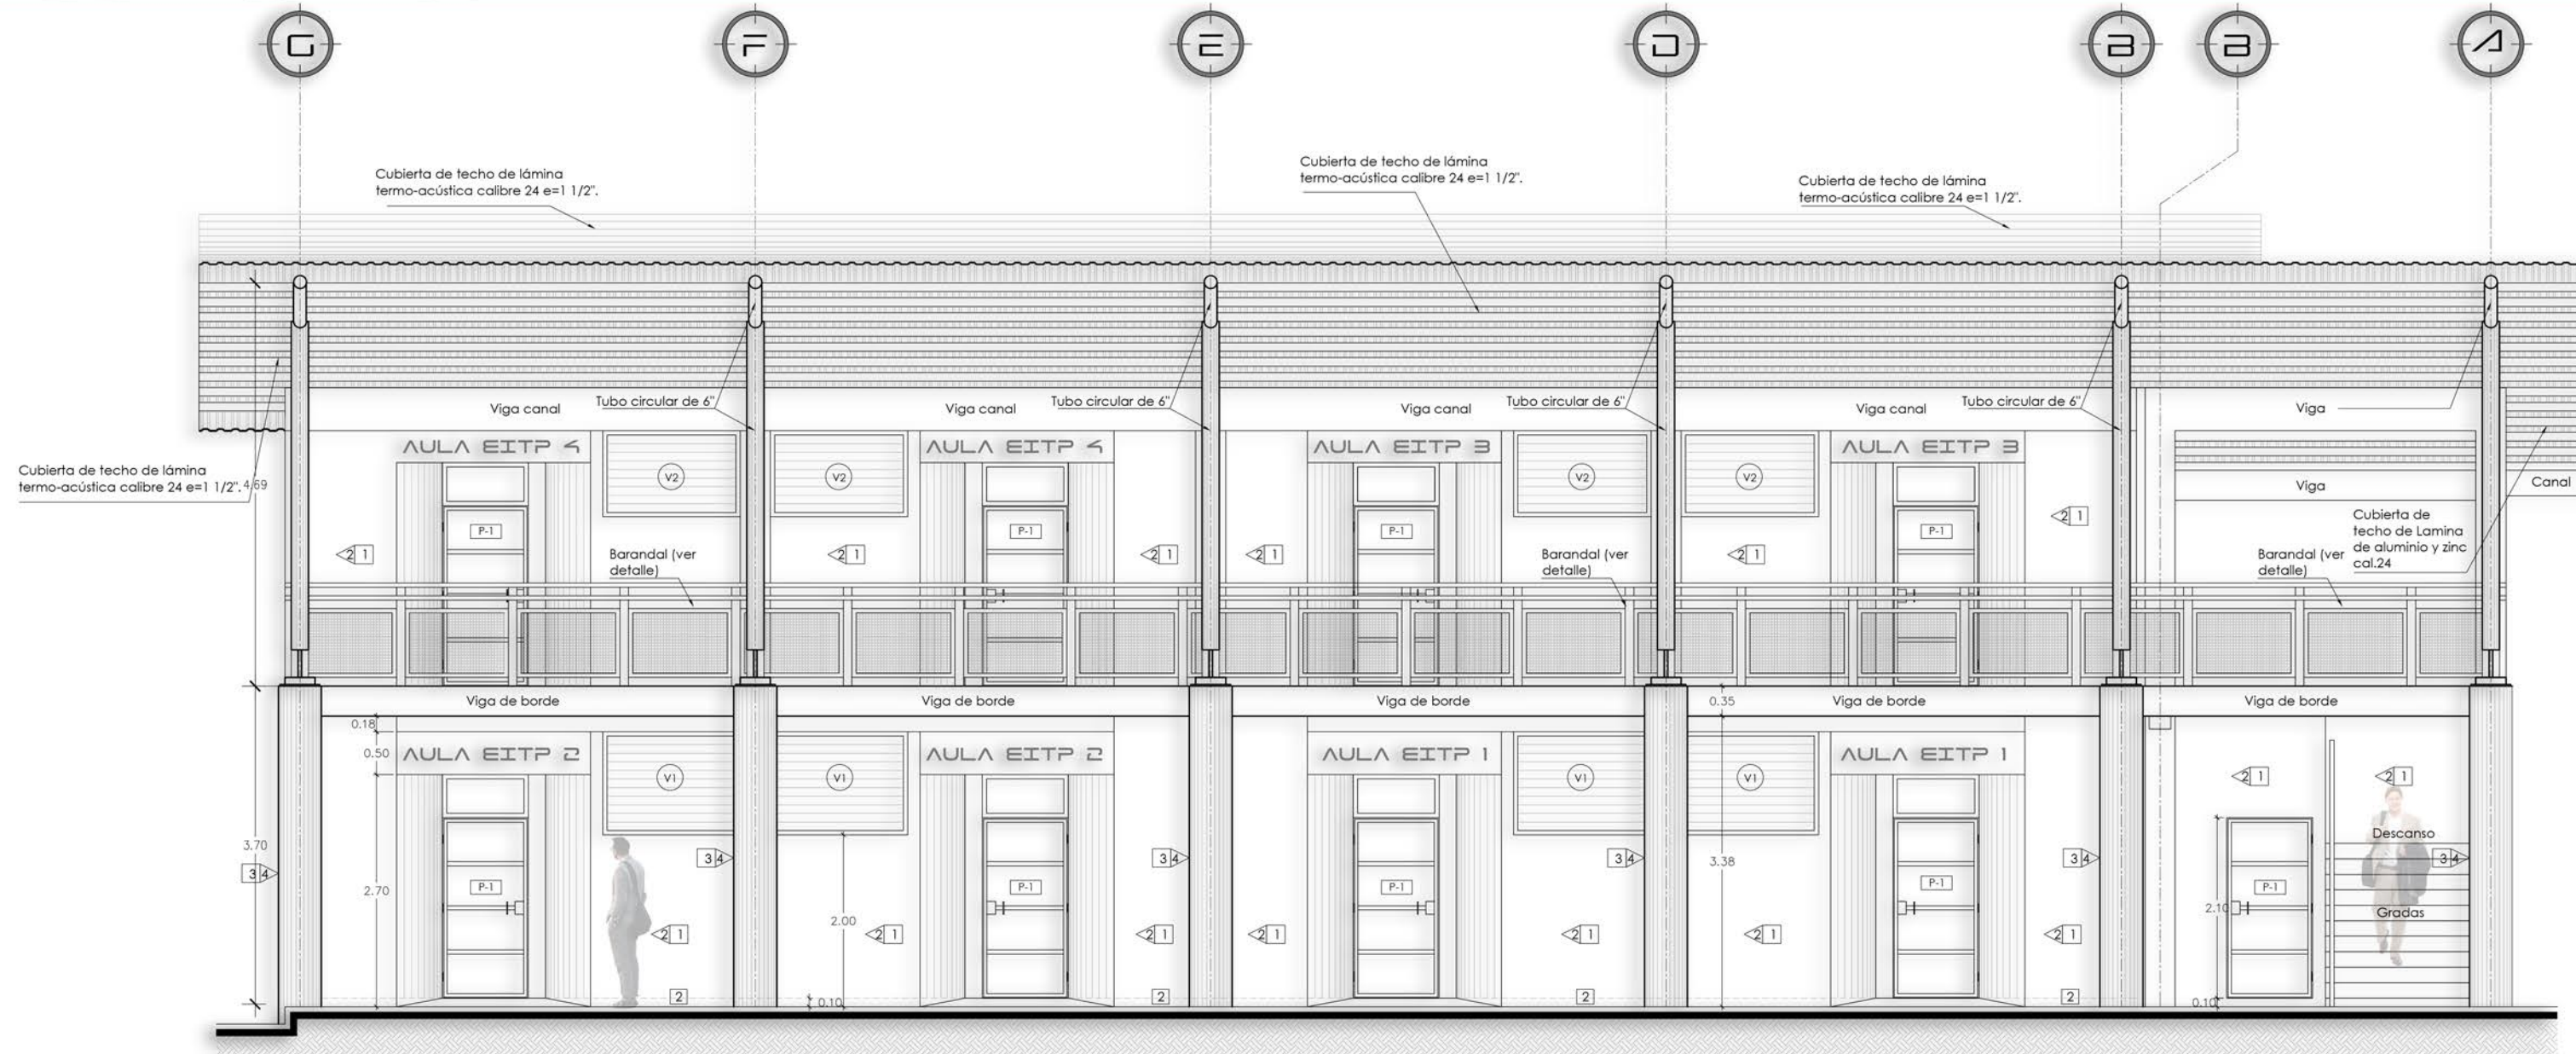 G
F
E
D
B
B
A
Cubierta de techo de lámina
termo-acústica calibre 24 e=1 1/2".
Cubierta de techo de lámina
termo-acústica calibre 24 e=1 1/2".
Cubierta de techo de lámina
termo-acústica calibre 24 e=1 1/2".
Viga canal
Tubo circular de 6"
Viga canal
Tubo circular de 6"
Viga canal
Tubo circular de 6"
Viga canal
Tubo circular de 6"
Viga
AULA EITP 4
AULA EITP 4
AULA EITP 3
AULA EITP 3
Cubierta de techo de lámina
termo-acústica calibre 24 e=1 1/2".
4.69
V2
V2
V2
V2
Viga
Canal
P-1
P-1
P-1
P-1
2 1
Cubierta de
techo de Lamina
de aluminio y zinc
cal.24
2 1
Barandal (ver
detalle)
2 1
2 1
2 1
Barandal (ver
detalle)
2 1
Barandal (ver
detalle)
Viga de borde
Viga de borde
Viga de borde
0.35
Viga de borde
Viga de borde
0.18
0.50
AULA EITP 2
AULA EITP 2
AULA EITP 1
AULA EITP 1
V1
V1
V1
V1
2 1
2 1
3.70
3 4
3 4
3 4
3 4
3.38
3 4
Descanso
3 4
2.70
P-1
P-1
P-1
P-1
P-1
2.10
Gradas
2.00
2 1
2 1
2 1
2 1
2 1
2 1
2 1
2
0.10
2
2
2
0.10